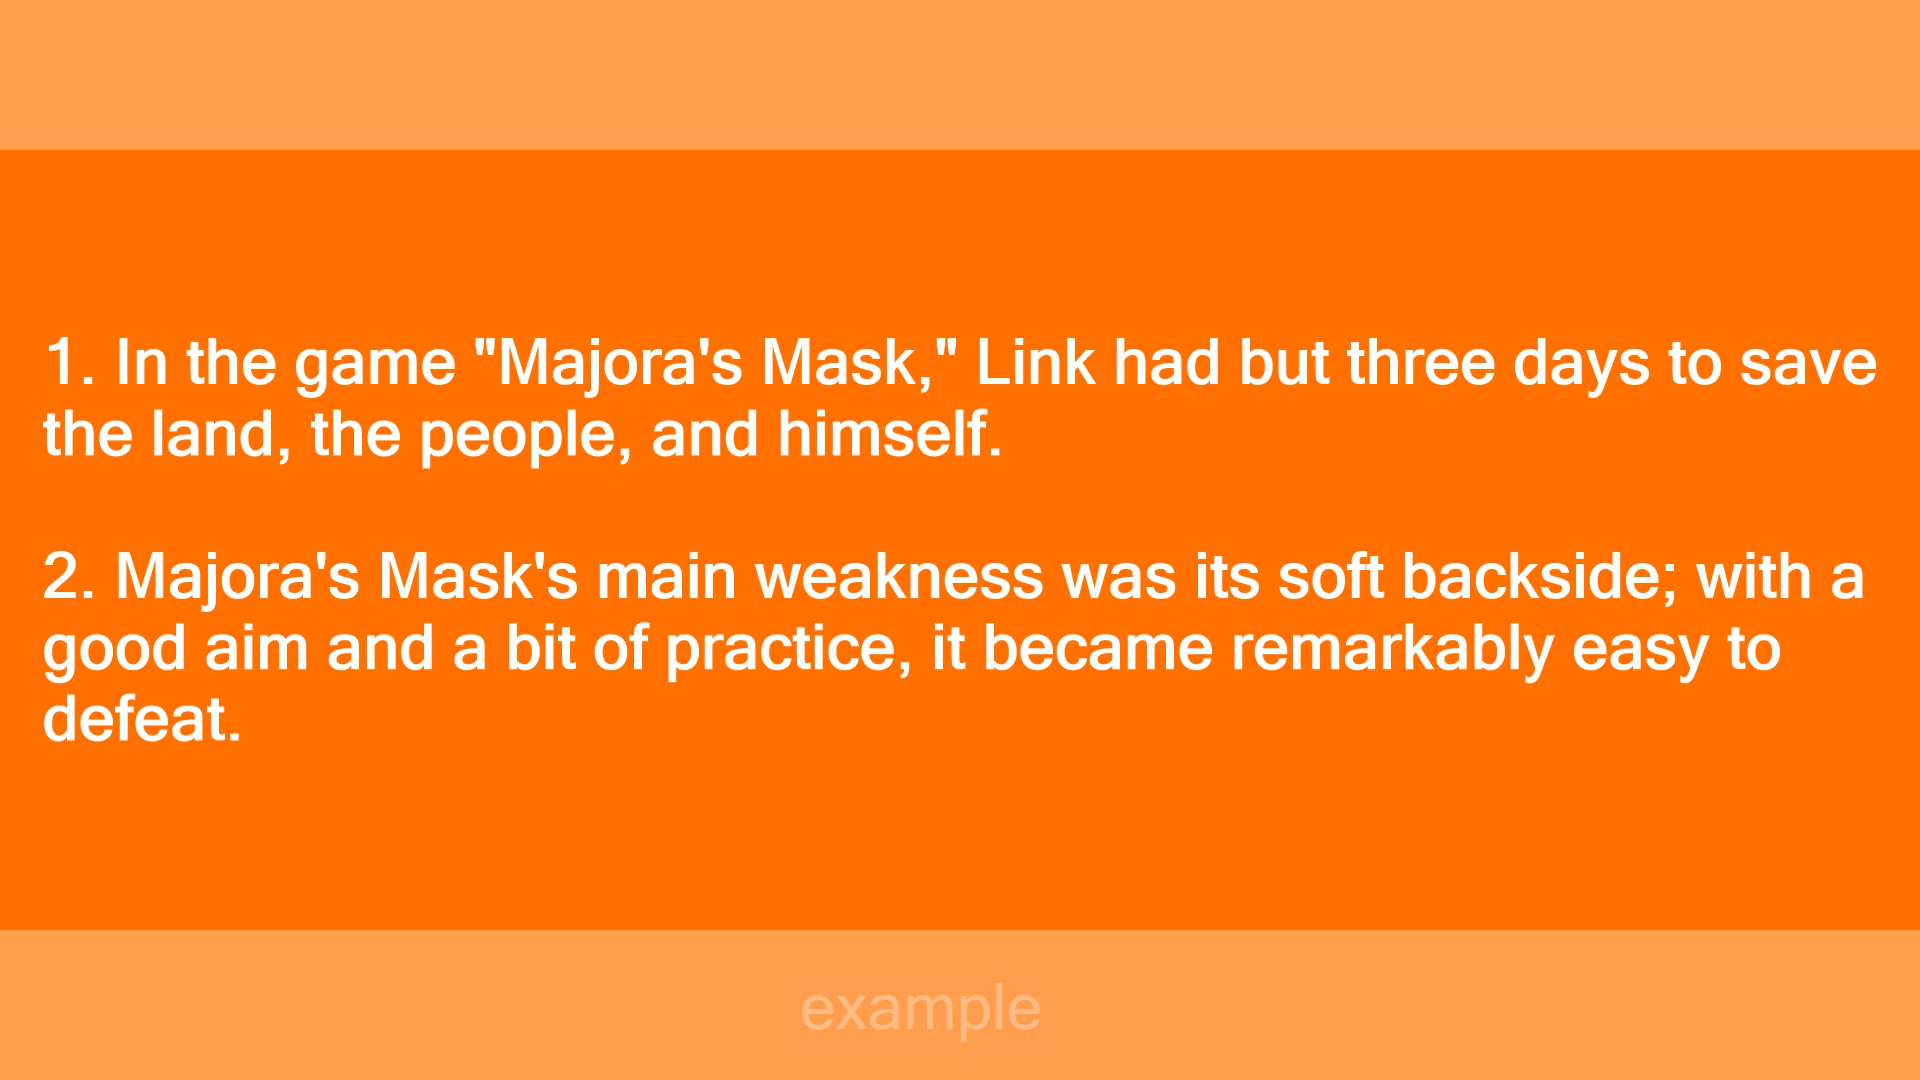 1. In the game "Majora's Mask," Link had but three days to save
the land, the people, and himself.
2. Majora's Mask's main weakness was its soft backside; with a
good aim and a bit of practice, it became remarkably easy to
defeat.
example